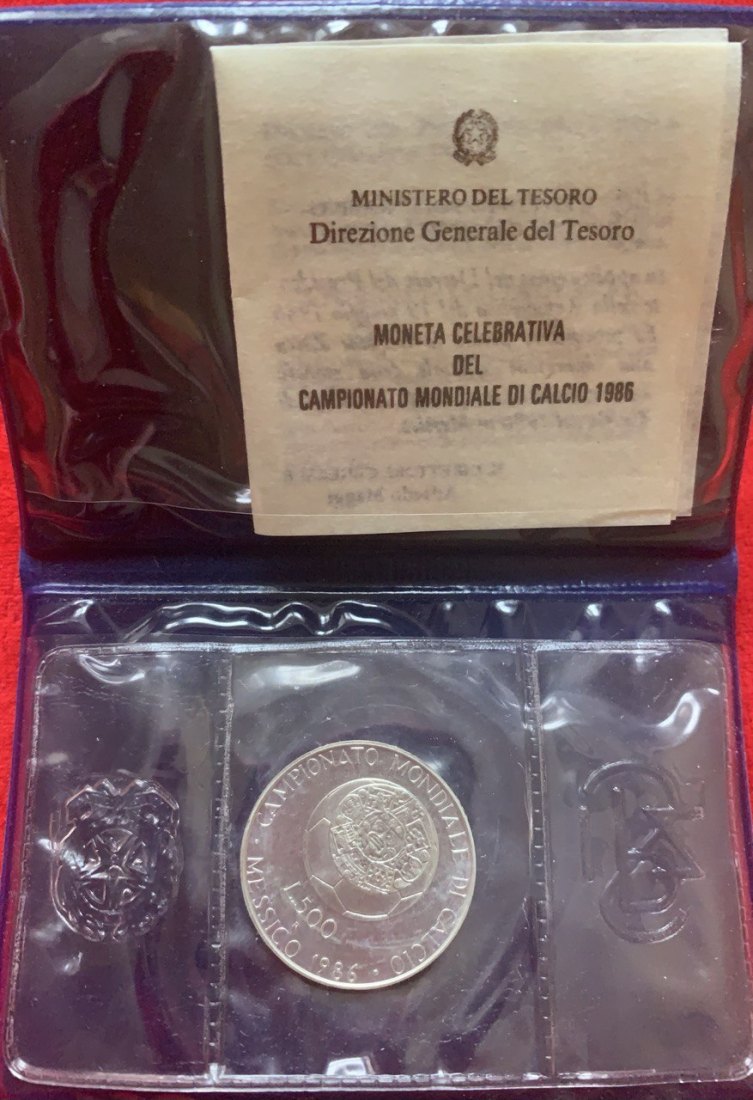 MINISTERO DEL TESORO
Direzione Generale del Tesoro
MONETA CELEBRATIVA
DEL
CAMPIONATO MONDIALE DI CALCIO 1986
· CAMPIONATO MONDIALE DI CALCIO · MESSICO 1986
L.500
R